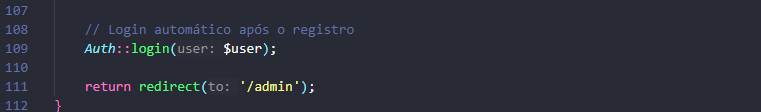 107
108 // Login automático após o registro
109 Auth::login(user: $user);
110
111 return redirect(to: '/admin');
112 }